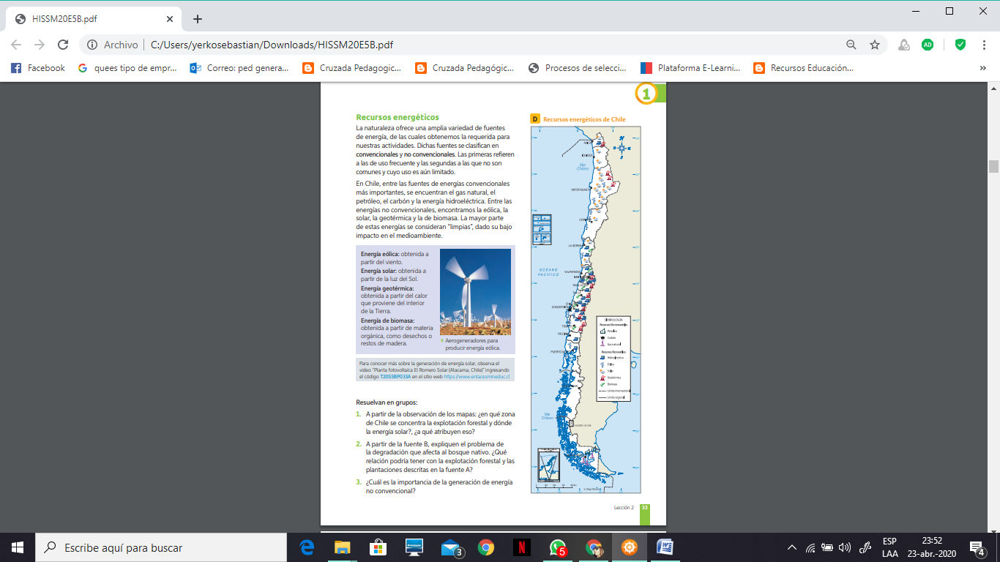 HISSM20E5B.pdf
Archivo
C:/Users/yerkosebastian/Downloads/HISSM20E5B.pdf
AD
Facebook
quees tipo de empr...
Correo: ped genera...
Cruzada Pedagogic...
Cruzada Pedagógic...
Procesos de selecci...
Plataforma E-Learni...
Recursos Educación...
»
1
Recursos energéticos
La naturaleza ofrece una amplia variedad de fuentes
de energía, de las cuales obtenemos la requerida para
nuestras actividades. Dichas fuentes se clasifican en
convencionales y no convencionales. Las primeras refieren
a las de uso frecuente y las segundas a las que no son
comunes y cuyo uso es aún limitado.
En Chile, entre las fuentes de energías convencionales
más importantes, se encuentran el gas natural, el
petróleo, el carbón y la energía hidroeléctrica. Entre las
energías no convencionales, encontramos la eólica, la
solar, la geotérmica y la de biomasa. La mayor parte
de estas energías se consideran “limpias”, dado su bajo
impacto en el medioambiente.
Energía eólica: obtenida a
partir del viento.
Energía solar: obtenida a
partir de la luz del Sol.
Energía geotérmica:
obtenida a partir del calor
que proviene del interior
de la Tierra.
Energía de biomasa:
obtenida a partir de materia
orgánica, como desechos o
restos de madera.
Aerogeneradores para
producir energía eólica.
Para conocer más sobre la generación de energía solar, observa el
video “Planta fotovoltaica El Romero Solar (Atacama, Chile)” ingresando
el código T20S5BP033A en el sitio web https://www.enlacesmineduc.cl
Resuelvan en grupos:
1. A partir de la observación de los mapas: ¿en qué zona
de Chile se concentra la explotación forestal y dónde
la energía solar?, ¿a qué atribuyen eso?
2. A partir de la fuente B, expliquen el problema de
la degradación que afecta al bosque nativo. ¿Qué
relación podría tener con la explotación forestal y las
plantaciones descritas en la fuente A?
3. ¿Cuál es la importancia de la generación de energía
no convencional?
D Recursos energéticos de Chile
ARICA
IQUIQUE
Mar
Chileno
ANTOFAGASTA
LA SERENA
OCÉANO
PACÍFICO
VALPARAÍSO
CONCEPCIÓN
PUERTO MONTT
Mar
Chileno
SIMBOLOGÍA
Recursos No renovables
Petróleo
Carbón
Gas natural
Recursos Renovables
Hidroeléctrica
Eólica
Solar
Geotérmica
Biomasa
Límite internacional
Límite regional
Lección 2
33
Escribe aquí para buscar
3
5
ESP
LAA
23:52
23-abr.-2020
4